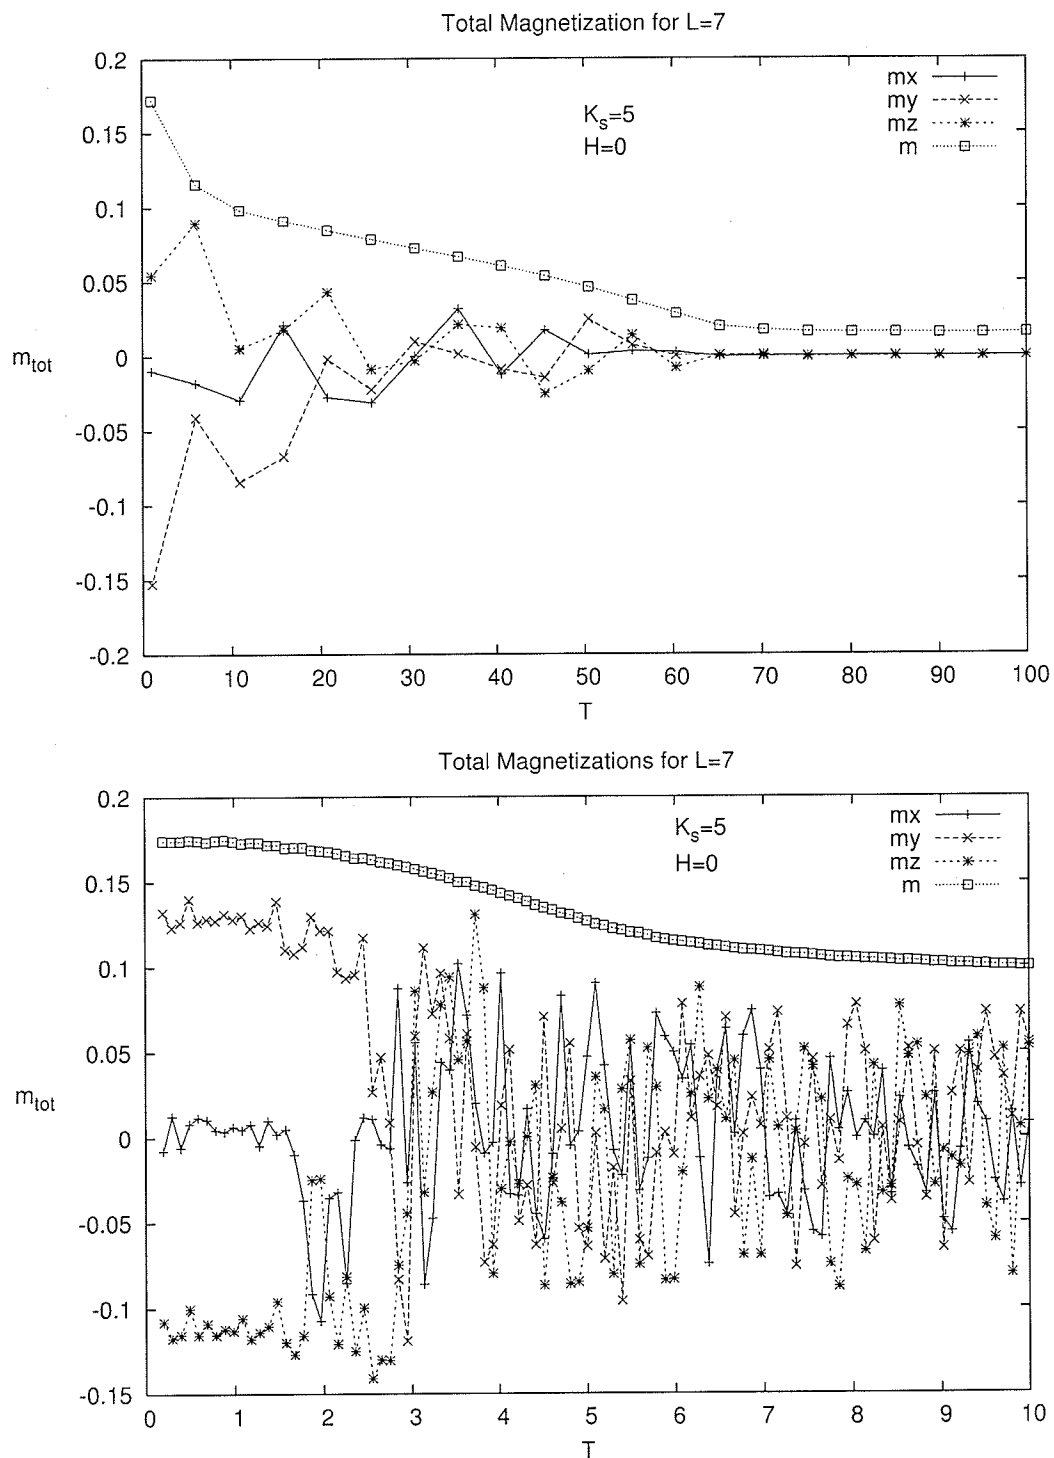 Total Magnetization for L=7
0.2
0.15
0.1
0.05
0
-0.05
-0.1
-0.15
-0.2
m_tot
K_s=5
H=0
mx
my
mz
m
0 10 20 30 40 50 60 70 80 90 100
T
Total Magnetizations for L=7
0.2
0.15
0.1
0.05
0
-0.05
-0.1
-0.15
m_tot
K_s=5
H=0
mx
my
mz
m
0 1 2 3 4 5 6 7 8 9 10
T